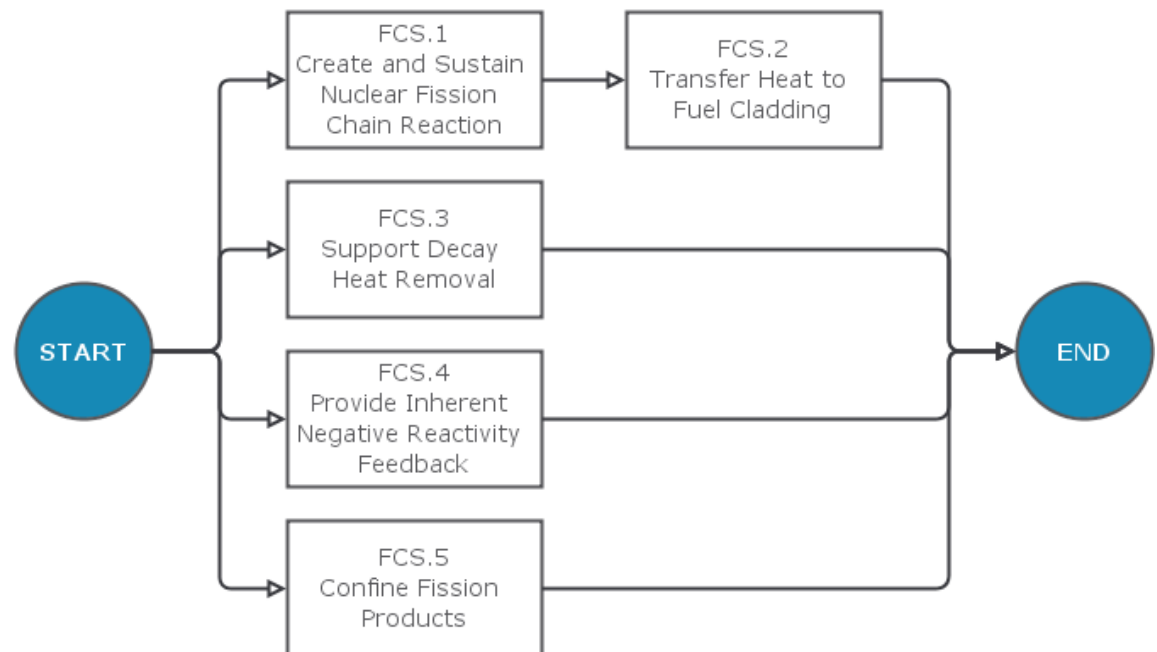 FCS.1
Create and Sustain
Nuclear Fission
Chain Reaction
FCS.2
Transfer Heat to
Fuel Cladding
FCS.3
Support Decay
Heat Removal
START
END
FCS.4
Provide Inherent
Negative Reactivity
Feedback
FCS.5
Confine Fission
Products